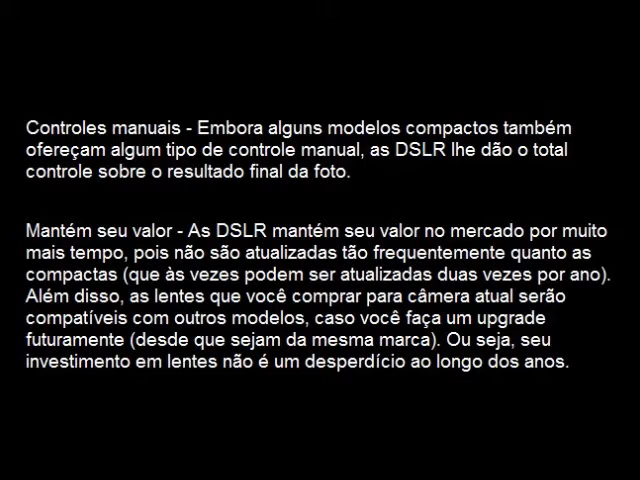 Controles manuais - Embora alguns modelos compactos também
ofereçam algum tipo de controle manual, as DSLR lhe dão o total
controle sobre o resultado final da foto.
Mantém seu valor - As DSLR mantém seu valor no mercado por muito
mais tempo, pois não são atualizadas tão frequentemente quanto as
compactas (que às vezes podem ser atualizadas duas vezes por ano).
Além disso, as lentes que você comprar para câmera atual serão
compatíveis com outros modelos, caso você faça um upgrade
futuramente (desde que sejam da mesma marca). Ou seja, seu
investimento em lentes não é um desperdício ao longo dos anos.